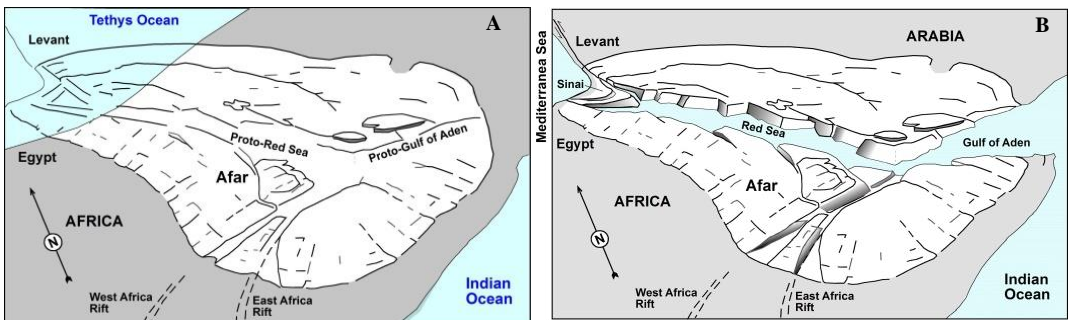 Tethys Ocean
A
Levant
Proto-Red Sea
Proto-Gulf of Aden
Egypt
Afar
AFRICA
N
West Africa
Rift
East Africa
Rift
Indian
Ocean
Mediterranean Sea
Levant
ARABIA
B
Sinai
Red Sea
Gulf of Aden
Egypt
Afar
AFRICA
N
West Africa
Rift
East Africa
Rift
Indian
Ocean